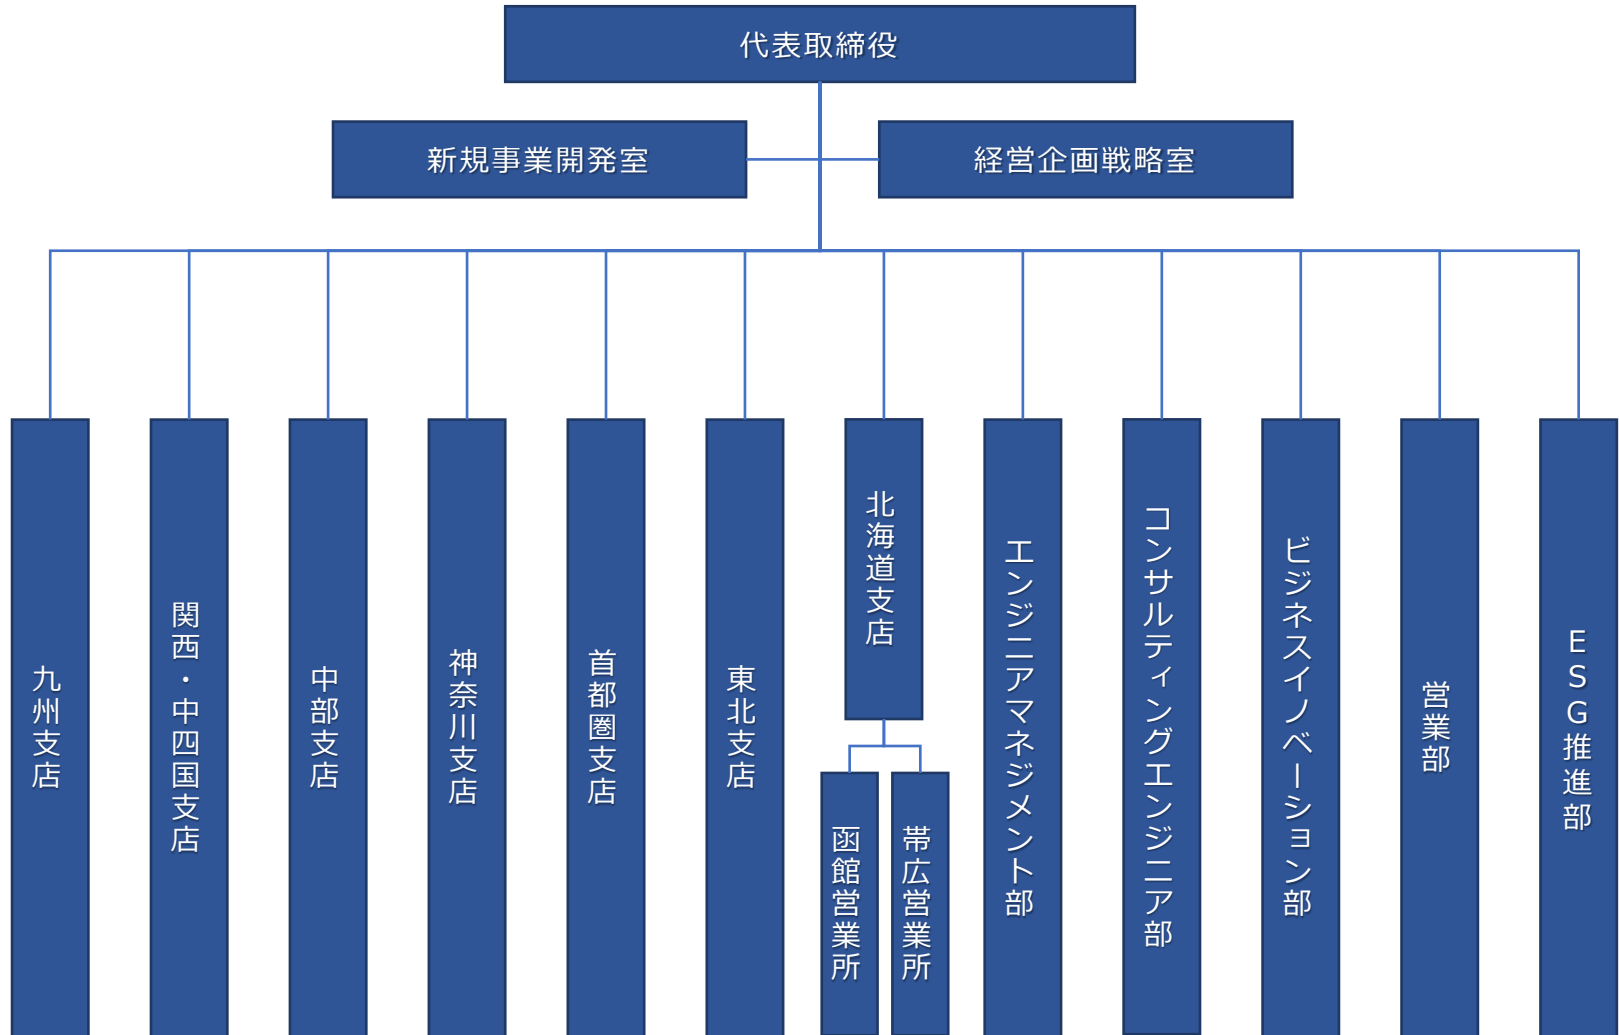 代表取締役
新規事業開発室
経営企画戦略室
九州支店
関西・中四国支店
中部支店
神奈川支店
首都圏支店
東北支店
北海道支店
函館営業所
帯広営業所
エンジニアマネジメント部
コンサルティングエンジニア部
ビジネスイノベーション部
営業部
ESG推進部